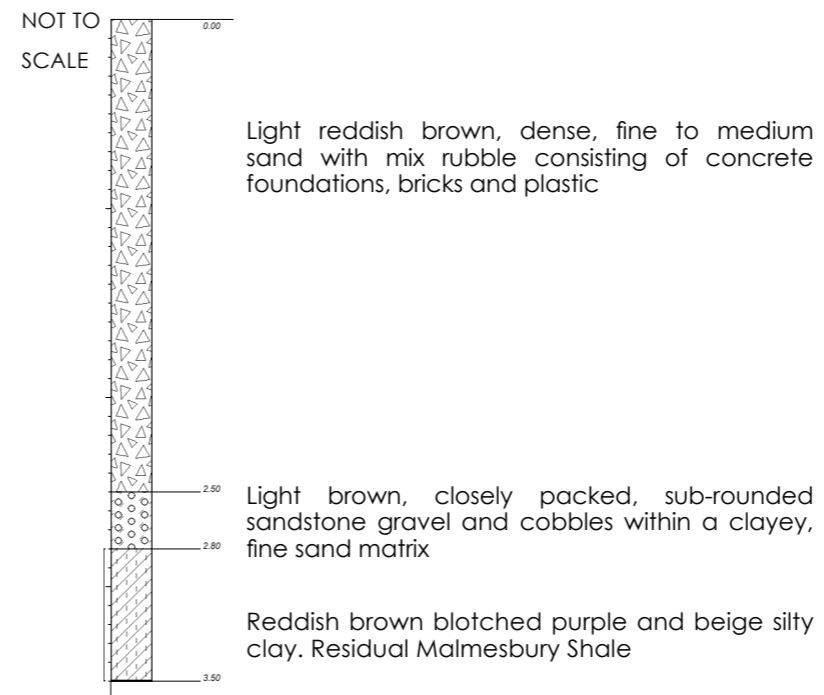 NOT TO
SCALE
0.00
Light reddish brown, dense, fine to medium
sand with mix rubble consisting of concrete
foundations, bricks and plastic
2.50
Light brown, closely packed, sub-rounded
sandstone gravel and cobbles within a clayey,
fine sand matrix
2.80
Reddish brown blotched purple and beige silty
clay. Residual Malmesbury Shale
3.50